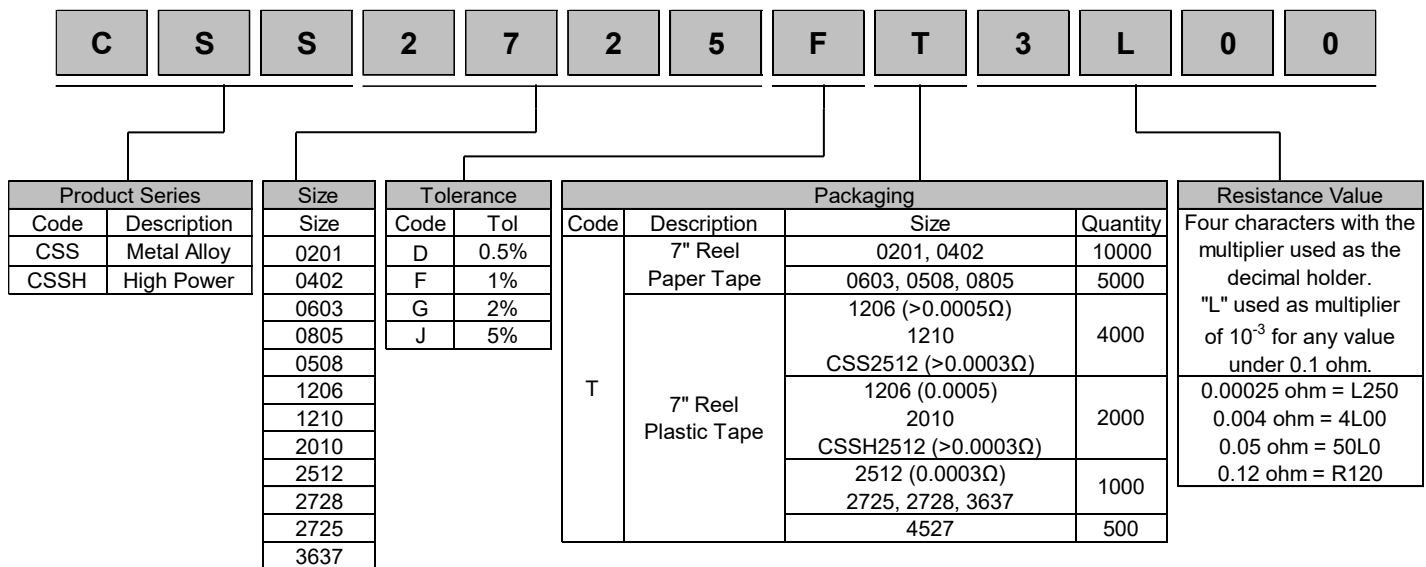 C S S 2 7 2 5 F T 3 L 0 0
Product Series
Code Description
CSS Metal Alloy
CSSH High Power
Size
Size
0201
0402
0603
0805
0508
1206
1210
2010
2512
2728
2725
3637
Tolerance
Code Tol
D 0.5%
F 1%
G 2%
J 5%
Packaging
Code Description Size Quantity
T
7" Reel
Paper Tape
0201, 0402 10000
0603, 0508, 0805 5000
7" Reel
Plastic Tape
1206 (>0.0005Ω)
1210
CSS2512 (>0.0003Ω)
4000
1206 (0.0005)
2010
CSSH2512 (>0.0003Ω)
2000
2512 (0.0003Ω)
2725, 2728, 3637
1000
4527 500
Resistance Value
Four characters with the
multiplier used as the
decimal holder.
"L" used as multiplier
of 10⁻³ for any value
under 0.1 ohm.
0.00025 ohm = L250
0.004 ohm = 4L00
0.05 ohm = 50L0
0.12 ohm = R120